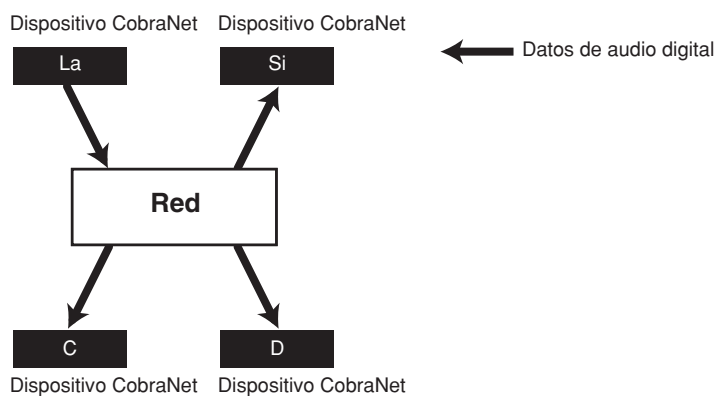 Dispositivo CobraNet Dispositivo CobraNet
La Si
Datos de audio digital
Red
C D
Dispositivo CobraNet Dispositivo CobraNet